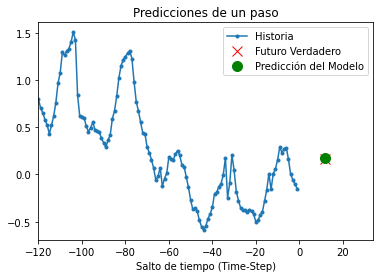 Predicciones de un paso
Historia
Futuro Verdadero
Predicción del Modelo
1.5
1.0
0.5
0.0
−0.5
−120 −100 −80 −60 −40 −20 0 20
Salto de tiempo (Time-Step)